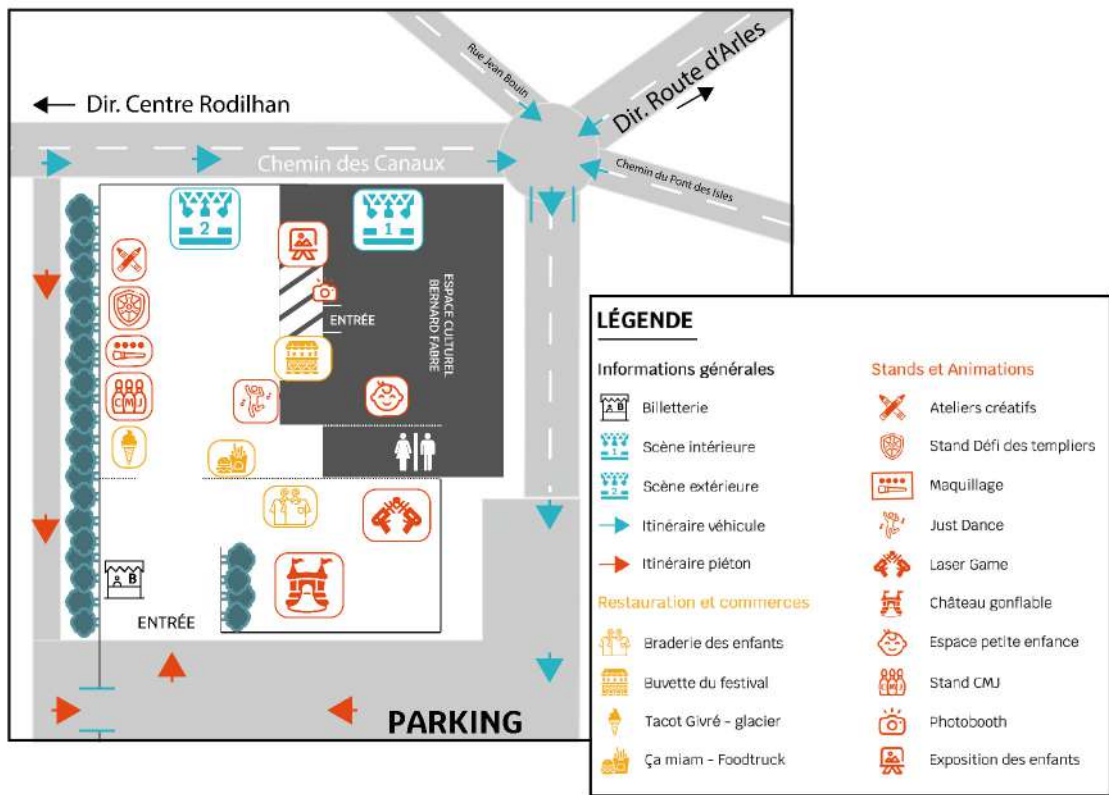 Rue Jean Bouin
Dir. Route d'Arles
Dir. Centre Rodilhan
Chemin des Canaux
Chemin du Pont des Isles
2
1
ESPACE CULTUREL
BERNARD FABRE
ENTRÉE
C M J
B
ENTRÉE
PARKING
LÉGENDE
Informations générales
B
Billetterie
1
Scène intérieure
2
Scène extérieure
Itinéraire véhicule
Itinéraire piéton
Restauration et commerces
Braderie des enfants
Buvette du festival
Tacot Givré - glacier
Ça miam - Foodtruck
Stands et Animations
Ateliers créatifs
Stand Défi des templiers
Maquillage
Just Dance
Laser Game
Château gonflable
Espace petite enfance
C M J
Stand CMJ
Photobooth
Exposition des enfants